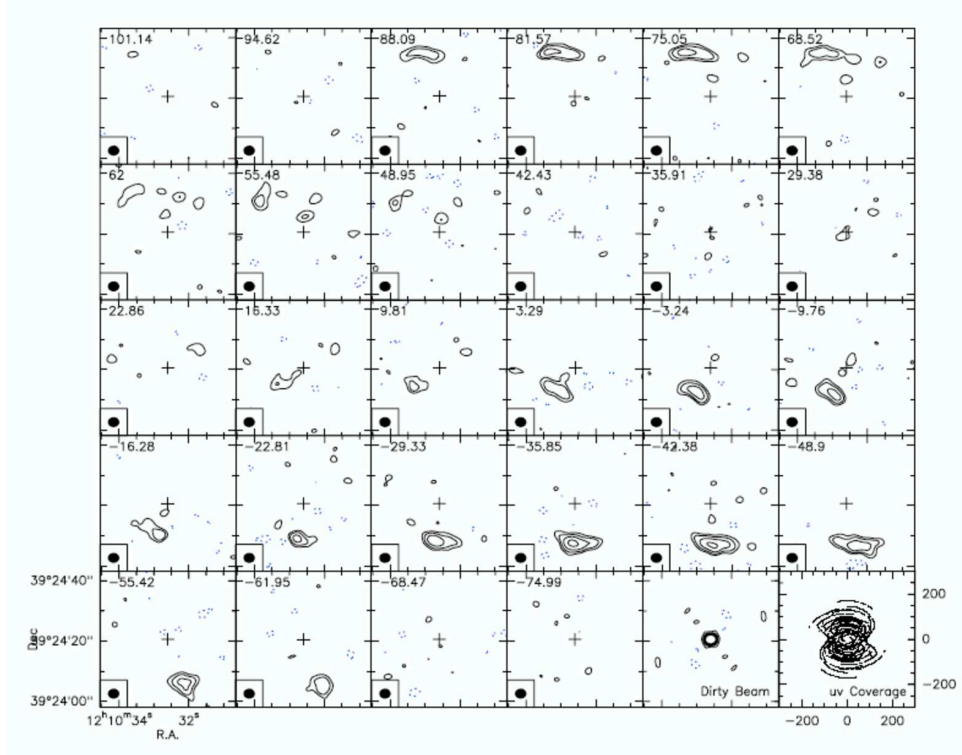 101.14 94.62 88.09 81.57 75.05 68.52
62 55.48 48.95 42.43 35.91 29.38
22.86 16.33 9.81 3.29 −3.24 −9.76
−16.28 −22.81 −29.33 −35.85 −42.38 −48.9
39°24'40" −55.42 −61.95 −68.47 −74.99 200
Dec 39°24'20" 0
39°24'00" Dirty Beam uv Coverage −200
12ʰ10ᵐ34ˢ 32ˢ −200 0 200
R.A.